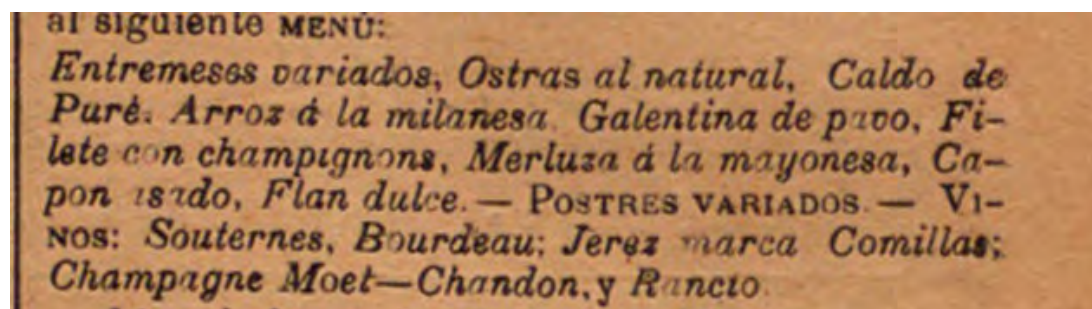 al siguiente MENÚ:
Entremeses variados, Ostras al natural, Caldo de
Puré. Arroz á la milanesa. Galentina de pavo, Fi-
lete con champignons, Merluza á la mayonesa, Ca-
pon asado, Flan dulce.— POSTRES VARIADOS.— VI-
NOS: Souternes, Bourdeau; Jerez marca Comillas;
Champagne Moet—Chandon, y Rancio.